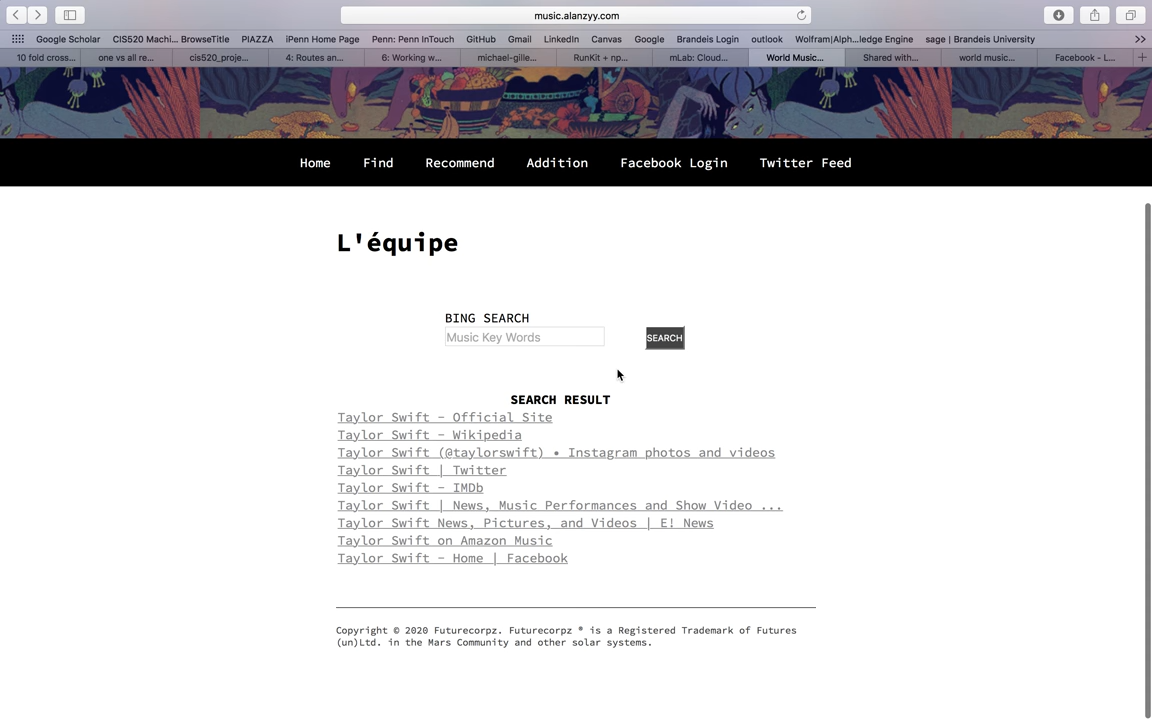 music.alanzyy.com
Google Scholar CIS520 Machi... BrowseTitle PIAZZA iPenn Home Page Penn: Penn InTouch GitHub Gmail LinkedIn Canvas Google Brandeis Login outlook Wolfram|Alph...ledge Engine sage | Brandeis University >>
10 fold cross... one vs all re... cis520_proje... 4: Routes an... 6: Working w... michael-gille... RunKit + np... mLab: Cloud... World Music... Shared with... world music... Facebook - L... +
Home Find Recommend Addition Facebook Login Twitter Feed
L'équipe
BING SEARCH
Music Key Words SEARCH
SEARCH RESULT
Taylor Swift - Official Site
Taylor Swift - Wikipedia
Taylor Swift (@taylorswift) • Instagram photos and videos
Taylor Swift | Twitter
Taylor Swift - IMDb
Taylor Swift | News, Music Performances and Show Video ...
Taylor Swift News, Pictures, and Videos | E! News
Taylor Swift on Amazon Music
Taylor Swift - Home | Facebook
Copyright © 2020 Futurecorpz. Futurecorpz ® is a Registered Trademark of Futures
(un)Ltd. in the Mars Community and other solar systems.